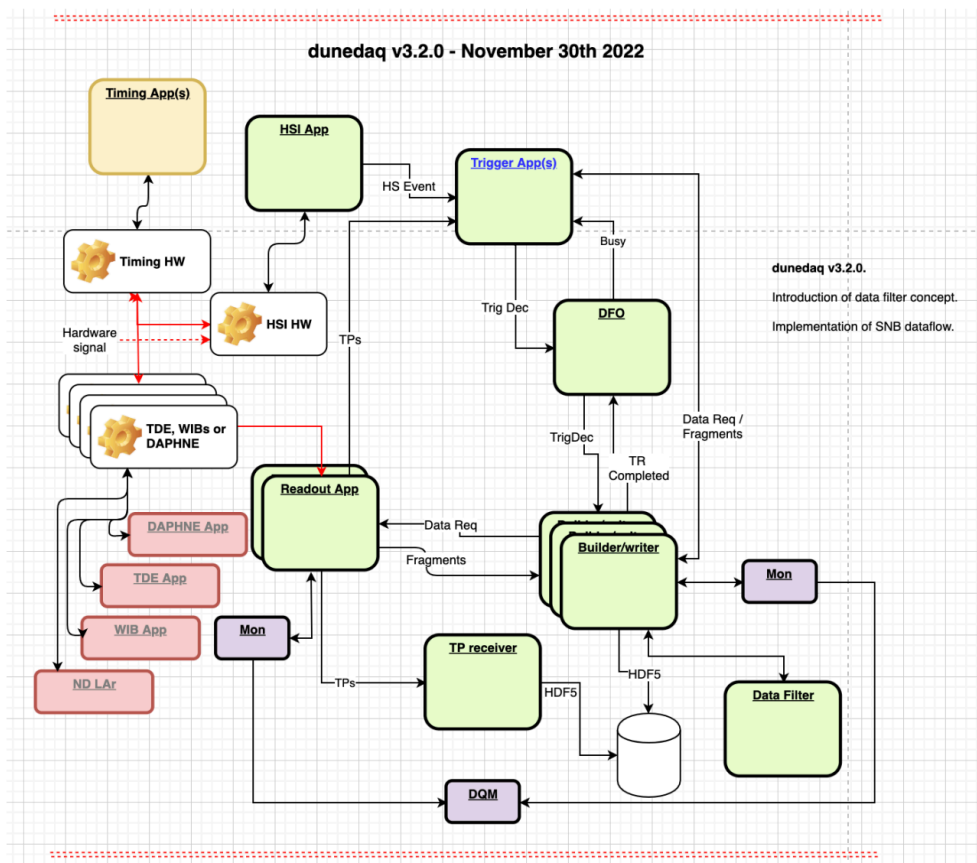 dunedaq v3.2.0 - November 30th 2022
Timing App(s)
HSI App
Trigger App(s)
HS Event
Busy
Timing HW
dunedaq v3.2.0.
Introduction of data filter concept.
Implementation of SNB dataflow.
HSI HW
Trig Dec
DFO
Hardware
signal
TPs
TDE, WIBs or
DAPHNE
Data Req /
Fragments
TrigDec
TR
Completed
Readout App
DAPHNE App
Data Req
Fragments
Builder/writer
Mon
TDE App
WIB App
Mon
TP receiver
ND LAr
TPs
HDF5
HDF5
Data Filter
DQM